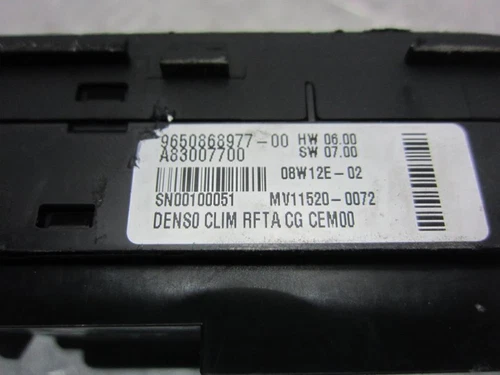 9650868977-00 HW 06.00
A83007700 SW 07.00
08W12E-02
SN00100051 MV11520-0072
DENSO CLIM RFTA CG CEM00